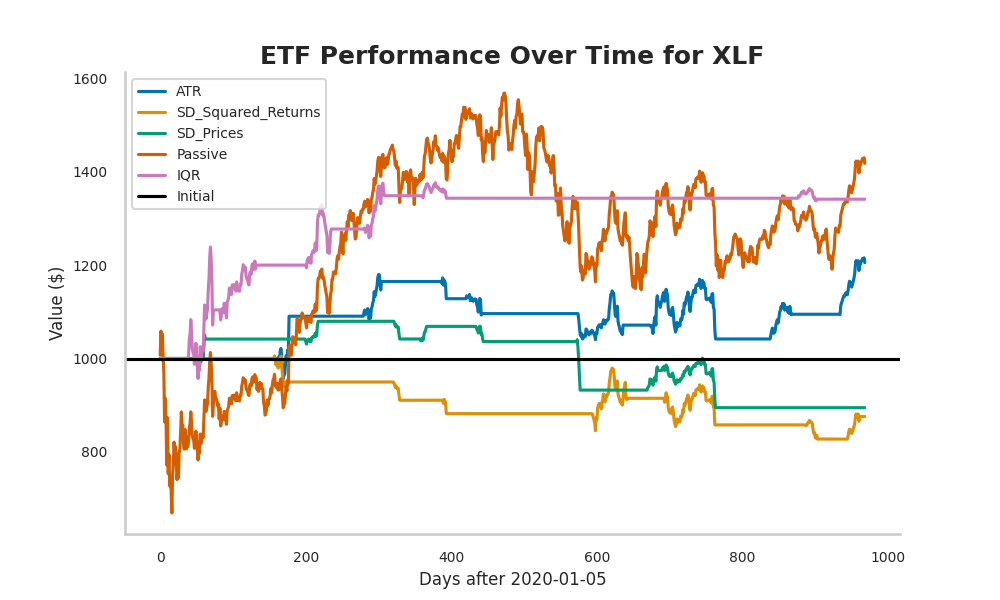 ETF Performance Over Time for XLF
1600
1400
1200
1000
800
Value ($)
ATR
SD_Squared_Returns
SD_Prices
Passive
IQR
Initial
0 200 400 600 800 1000
Days after 2020-01-05